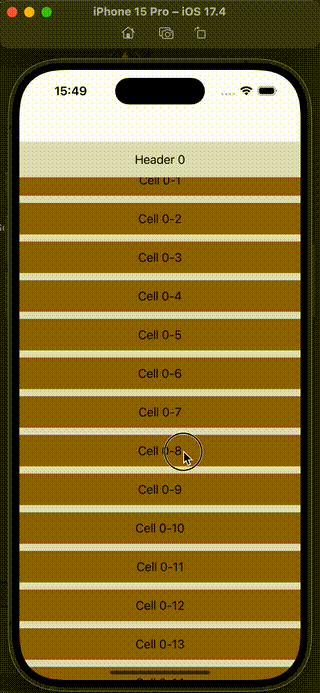 iPhone 15 Pro – iOS 17.4
15:49
Header 0
Cell 0-1
Cell 0-2
Cell 0-3
Cell 0-4
Cell 0-5
Cell 0-6
Cell 0-7
Cell 0-8
Cell 0-9
Cell 0-10
Cell 0-11
Cell 0-12
Cell 0-13